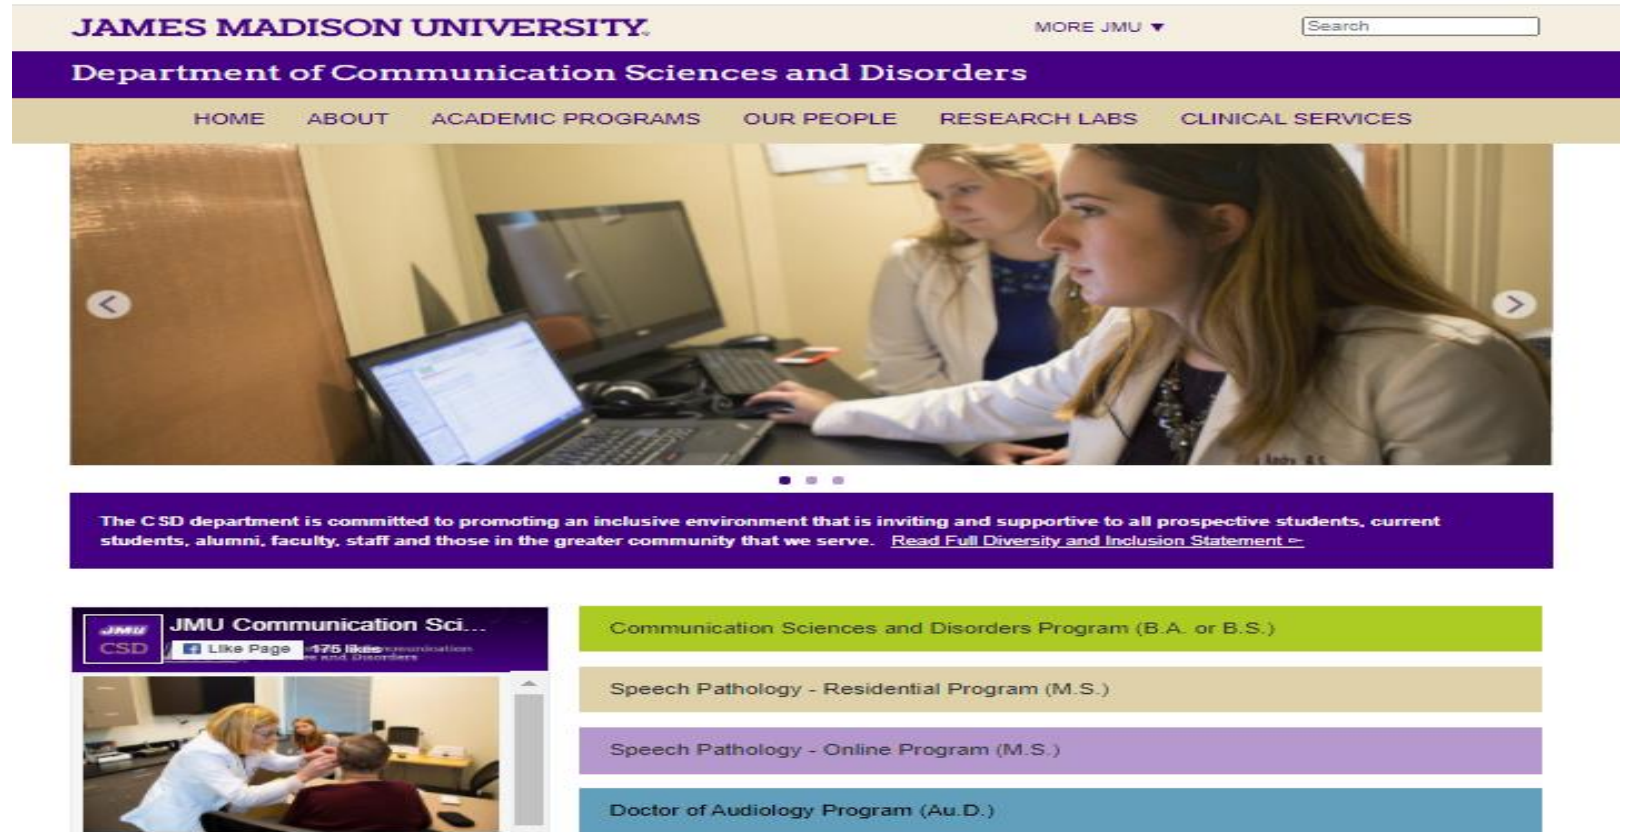 JAMES MADISON UNIVERSITY
MORE JMU ▼
Search
Department of Communication Sciences and Disorders
HOME ABOUT ACADEMIC PROGRAMS OUR PEOPLE RESEARCH LABS CLINICAL SERVICES
The CSD department is committed to promoting an inclusive environment that is inviting and supportive to all prospective students, current
students, alumni, faculty, staff and those in the greater community that we serve. Read Full Diversity and Inclusion Statement
JMU
CSD
JMU Communication Sci...
Like Page 175 likes
and Disorders
Communication Sciences and Disorders Program (B.A. or B.S.)
Speech Pathology - Residential Program (M.S.)
Speech Pathology - Online Program (M.S.)
Doctor of Audiology Program (Au.D.)